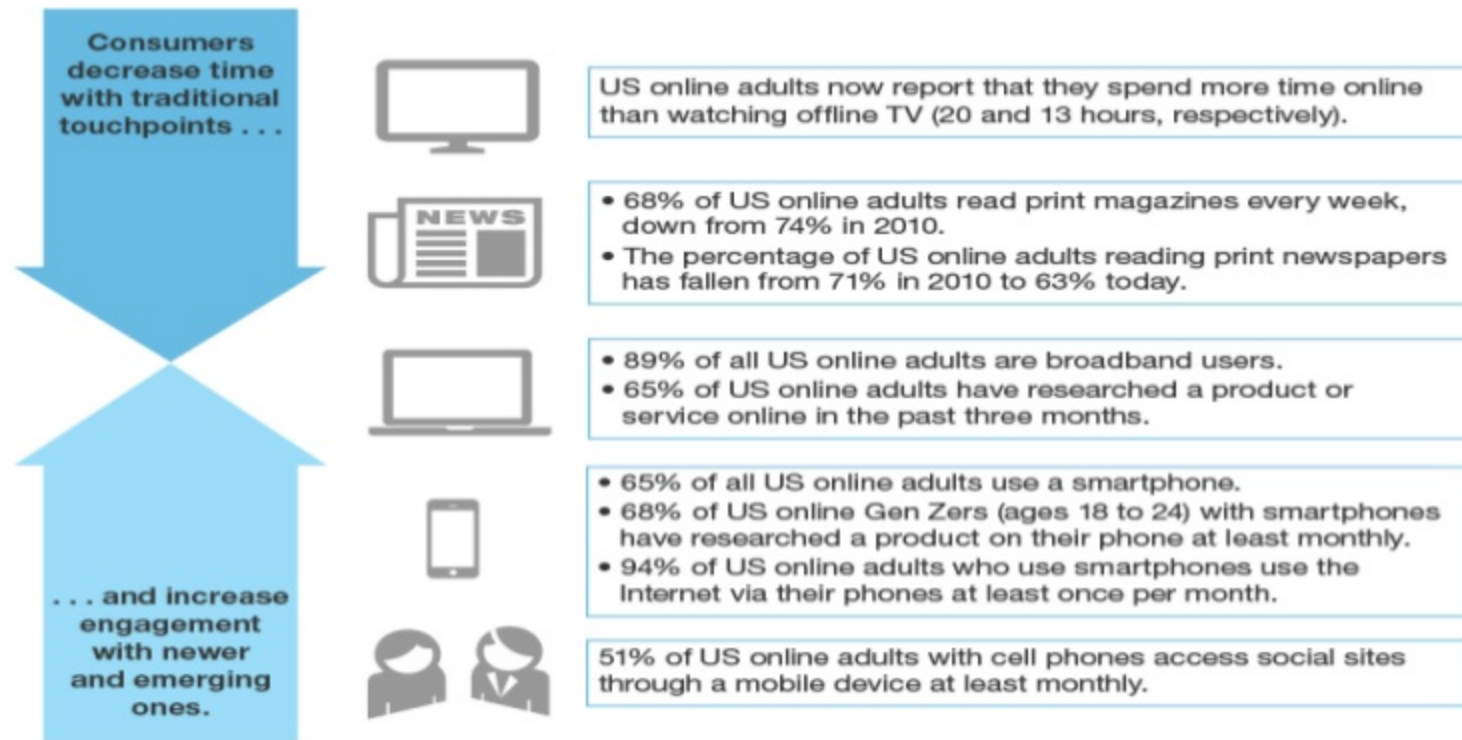 Consumers
decrease time
with traditional
touchpoints . . .
US online adults now report that they spend more time online
than watching offline TV (20 and 13 hours, respectively).
NEWS
• 68% of US online adults read print magazines every week,
down from 74% in 2010.
• The percentage of US online adults reading print newspapers
has fallen from 71% in 2010 to 63% today.
• 89% of all US online adults are broadband users.
• 65% of US online adults have researched a product or
service online in the past three months.
• 65% of all US online adults use a smartphone.
• 68% of US online Gen Zers (ages 18 to 24) with smartphones
have researched a product on their phone at least monthly.
• 94% of US online adults who use smartphones use the
Internet via their phones at least once per month.
. . . and increase
engagement
with newer
and emerging
ones.
51% of US online adults with cell phones access social sites
through a mobile device at least monthly.